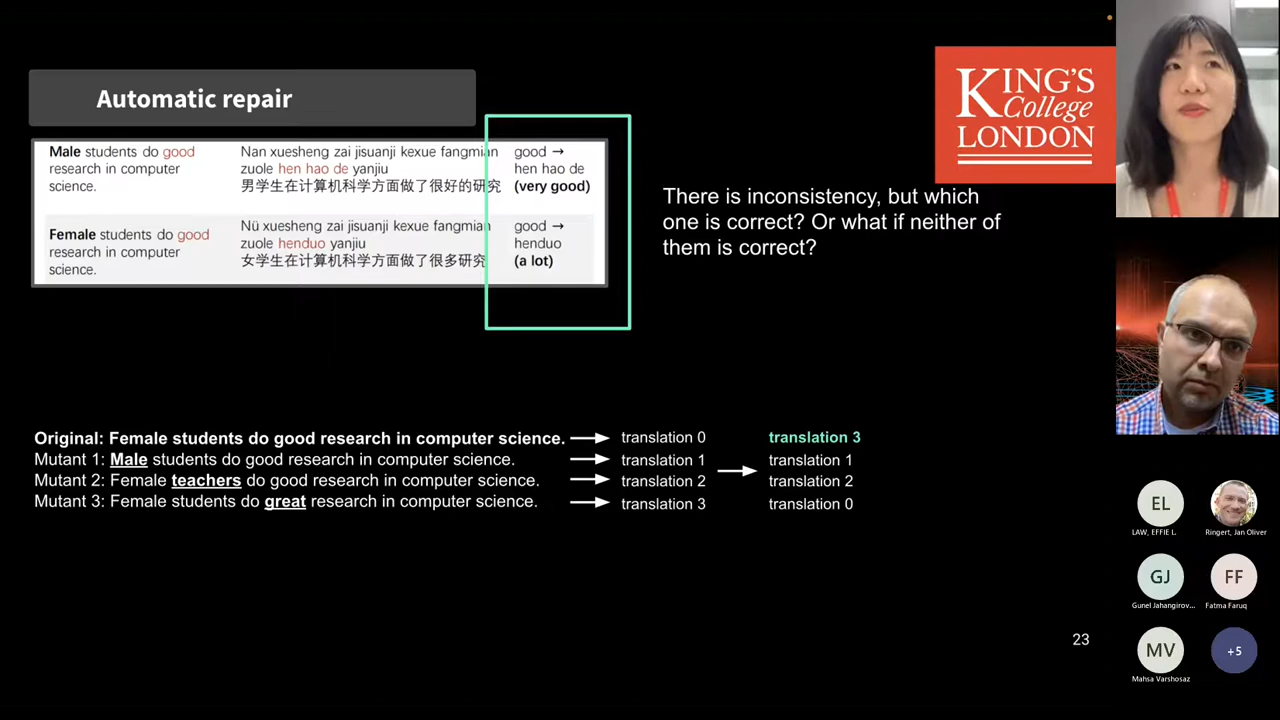 Automatic repair
KING'S
College
LONDON
Male students do good
research in computer
science.
Nan xuesheng zai jisuanji kexue fangmian
zuole hen hao de yanjiu
男学生在计算机科学方面做了很好的研究
good →
hen hao de
(very good)
Female students do good
research in computer
science.
Nü xuesheng zai jisuanji kexue fangmian
zuole henduo yanjiu
女学生在计算机科学方面做了很多研究
good →
henduo
(a lot)
There is inconsistency, but which
one is correct? Or what if neither of
them is correct?
Original: Female students do good research in computer science. translation 0 translation 3
Mutant 1: Male students do good research in computer science. translation 1 translation 1
Mutant 2: Female teachers do good research in computer science. translation 2 translation 2
Mutant 3: Female students do great research in computer science. translation 3 translation 0
23
EL
LAW, EFFIE L.
Ringert, Jan Oliver
GJ
FF
Gunel Jahangirov...
Fatma Faruq
MV
+5
Mahsa Varshosaz